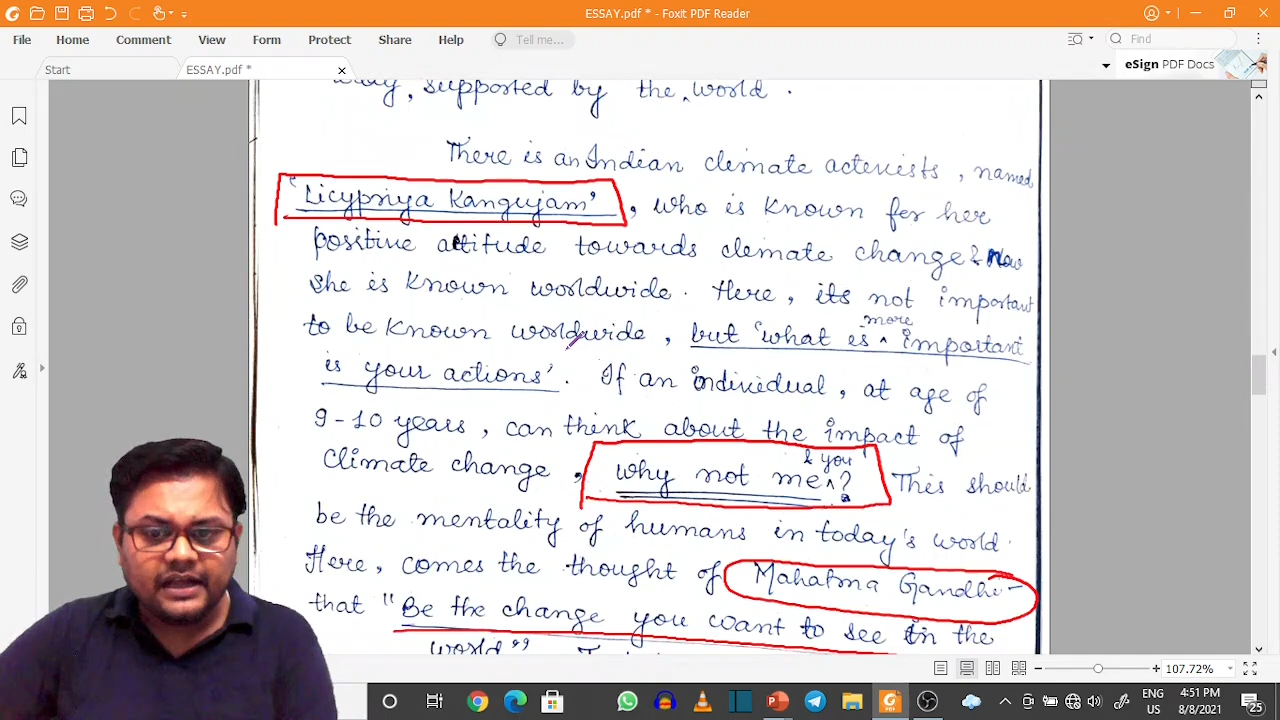 ESSAY.pdf * - Foxit PDF Reader
File Home Comment View Form Protect Share Help Tell me... Find
Start ESSAY.pdf * eSign PDF Docs
, supported by the world .
There is an Indian climate activists , named
'Licypriya Kangujam' , who is known for her
positive attitude towards climate change & Now
she is known worldwide . Here , its not important
more
to be known worldwide , but 'what is ^ important
is your actions' . If an individual , at age of
9-10 years , can think about the impact of
& you
Climate change , why not me ^ ? This should
be the mentality of humans in today's world .
Here , comes the thought of Mahatma Gandhi -
that "Be the change you want to see in the
world"
107.72%
ENG 4:51 PM
US 8/8/2021 25